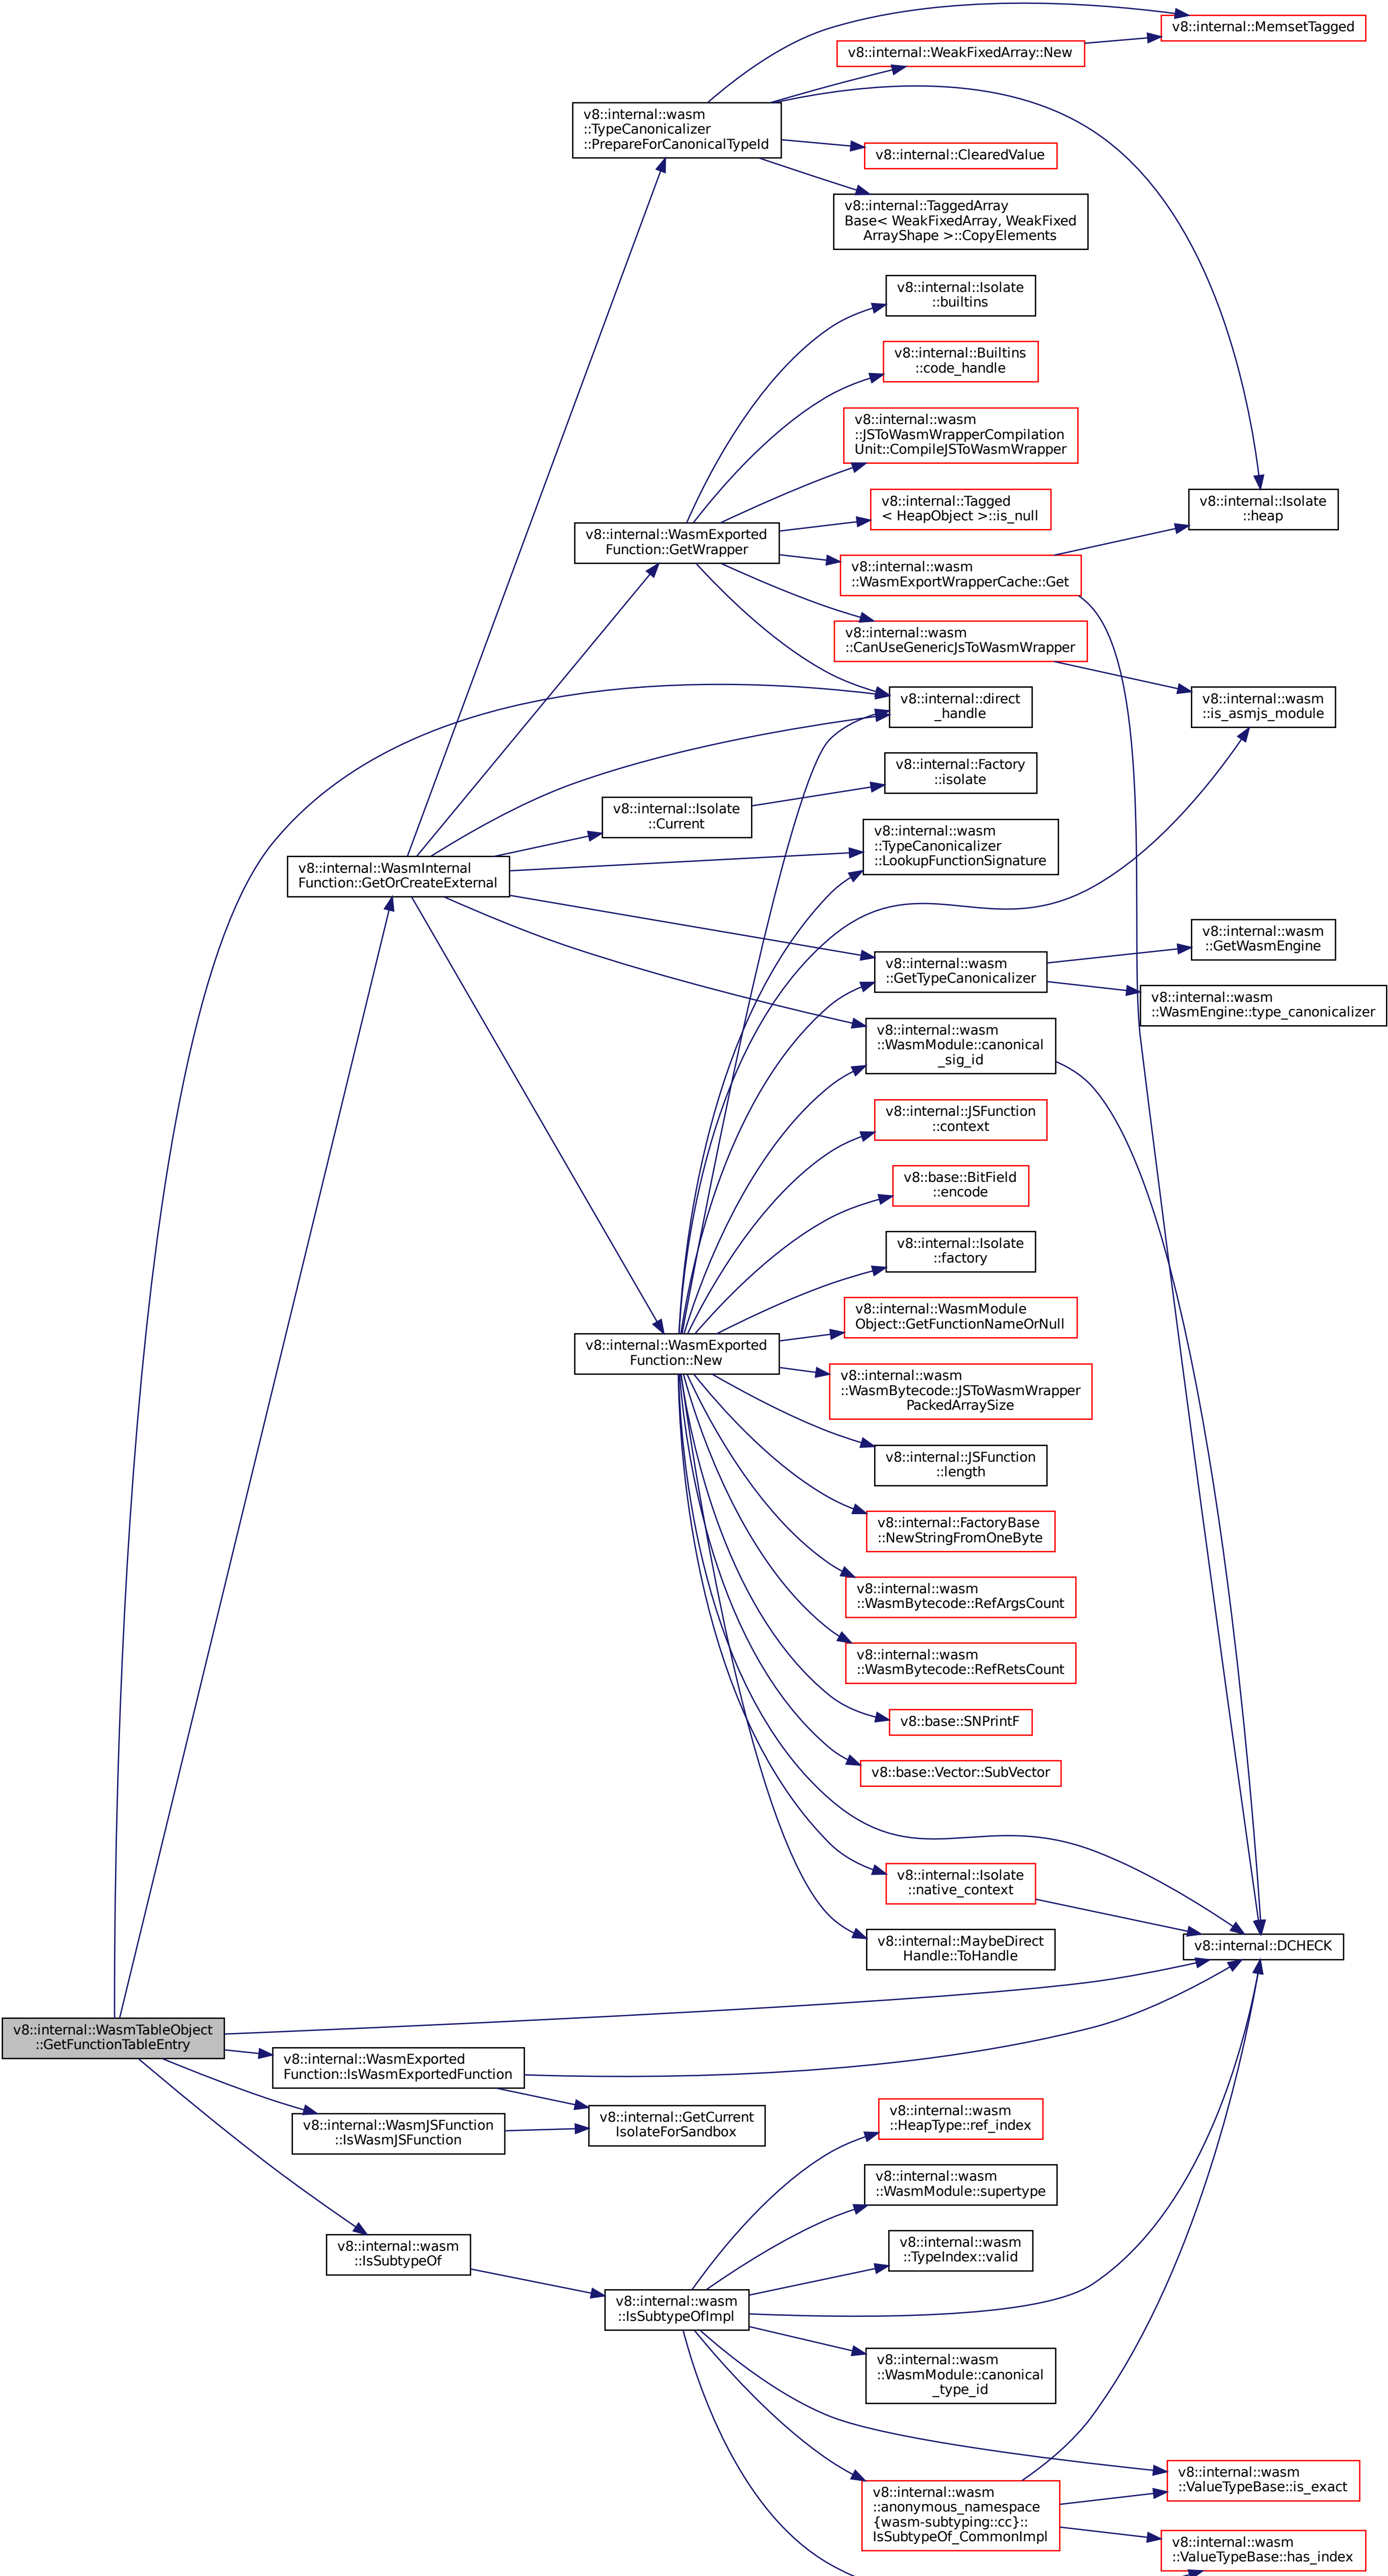 v8::internal::MemsetTagged
v8::internal::WeakFixedArray::New
v8::internal::wasm
::TypeCanonicalizer
::PrepareForCanonicalTypeId
v8::internal::ClearedValue
v8::internal::TaggedArray
Base< WeakFixedArray, WeakFixed
ArrayShape >::CopyElements
v8::internal::Isolate
::builtins
v8::internal::Builtins
::code_handle
v8::internal::wasm
::JSToWasmWrapperCompilation
Unit::CompileJSToWasmWrapper
v8::internal::Tagged
< HeapObject >::is_null
v8::internal::Isolate
::heap
v8::internal::WasmExported
Function::GetWrapper
v8::internal::wasm
::WasmExportWrapperCache::Get
v8::internal::wasm
::CanUseGenericJsToWasmWrapper
v8::internal::direct
_handle
v8::internal::wasm
::is_asmjs_module
v8::internal::Factory
::isolate
v8::internal::Isolate
::Current
v8::internal::wasm
::TypeCanonicalizer
::LookupFunctionSignature
v8::internal::WasmInternal
Function::GetOrCreateExternal
v8::internal::wasm
::GetWasmEngine
v8::internal::wasm
::GetTypeCanonicalizer
v8::internal::wasm
::WasmEngine::type_canonicalizer
v8::internal::wasm
::WasmModule::canonical
_sig_id
v8::internal::JSFunction
::context
v8::base::BitField
::encode
v8::internal::Isolate
::factory
v8::internal::WasmModule
Object::GetFunctionNameOrNull
v8::internal::WasmExported
Function::New
v8::internal::wasm
::WasmBytecode::JSToWasmWrapper
PackedArraySize
v8::internal::JSFunction
::length
v8::internal::FactoryBase
::NewStringFromOneByte
v8::internal::wasm
::WasmBytecode::RefArgsCount
v8::internal::wasm
::WasmBytecode::RefRetsCount
v8::base::SNPrintF
v8::base::Vector::SubVector
v8::internal::Isolate
::native_context
v8::internal::MaybeDirect
Handle::ToHandle
v8::internal::DCHECK
v8::internal::WasmTableObject
::GetFunctionTableEntry
v8::internal::WasmExported
Function::IsWasmExportedFunction
v8::internal::WasmJSFunction
::IsWasmJSFunction
v8::internal::GetCurrent
IsolateForSandbox
v8::internal::wasm
::HeapType::ref_index
v8::internal::wasm
::WasmModule::supertype
v8::internal::wasm
::TypeIndex::valid
v8::internal::wasm
::IsSubtypeOf
v8::internal::wasm
::IsSubtypeOfImpl
v8::internal::wasm
::WasmModule::canonical
_type_id
v8::internal::wasm
::ValueTypeBase::is_exact
v8::internal::wasm
::anonymous_namespace
{wasm-subtyping::cc}::
IsSubtypeOf_CommonImpl
v8::internal::wasm
::ValueTypeBase::has_index